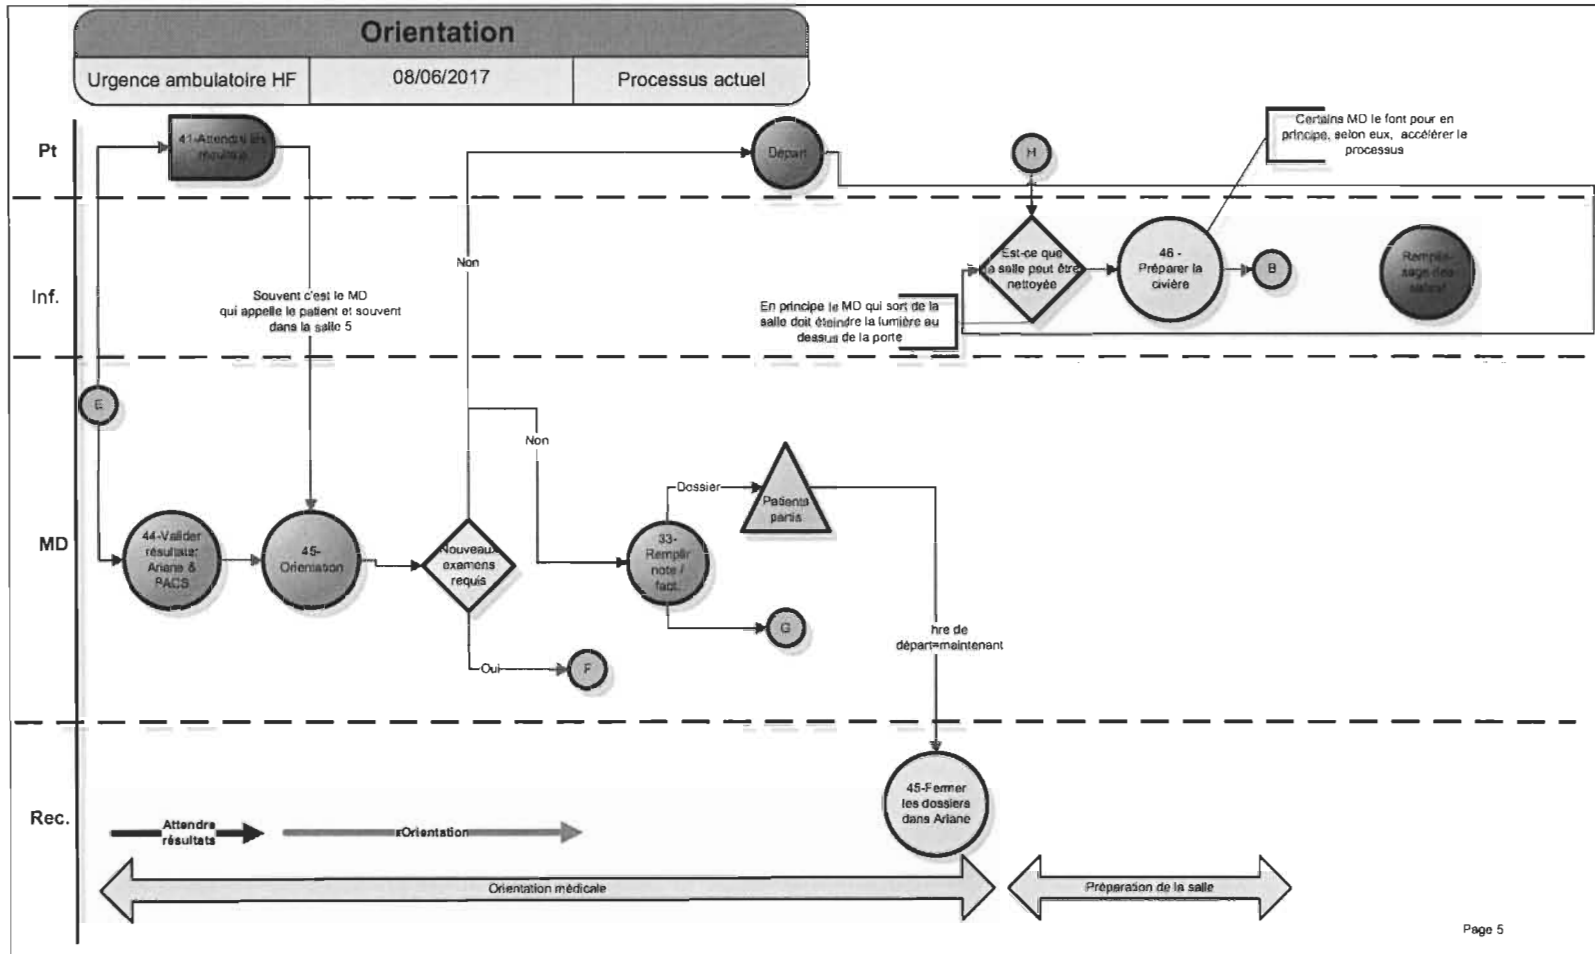 Orientation
Urgence ambulatoire HF
08/06/2017
Processus actuel
Pt
41-Attendre les
résultats
Départ
H
Certains MD le font pour en
principe, selon eux, accélérer le
processus
Non
Inf.
Souvent c'est le MD
qui appelle le patient et souvent
dans la salle 5
Est-ce que
la salle peut être
nettoyée
46 -
Préparer la
civière
B
Remplis-
sage des
En principe le MD qui sort de la
salle doit éteindre la lumière au
dessus de la porte
E
Non
MD
44-Valider
résultats:
Ariane &
PACS
45-
Orientation
Nouveaux
examens
requis
33-
Remplir
note /
fact.
Dossier
Patients
partis
G
Oui
F
hre de
départ=maintenant
Rec.
45-Fermer
les dossiers
dans Ariane
Attendre
résultats
rOrientation
Orientation médicale
Préparation de la salle
Page 5